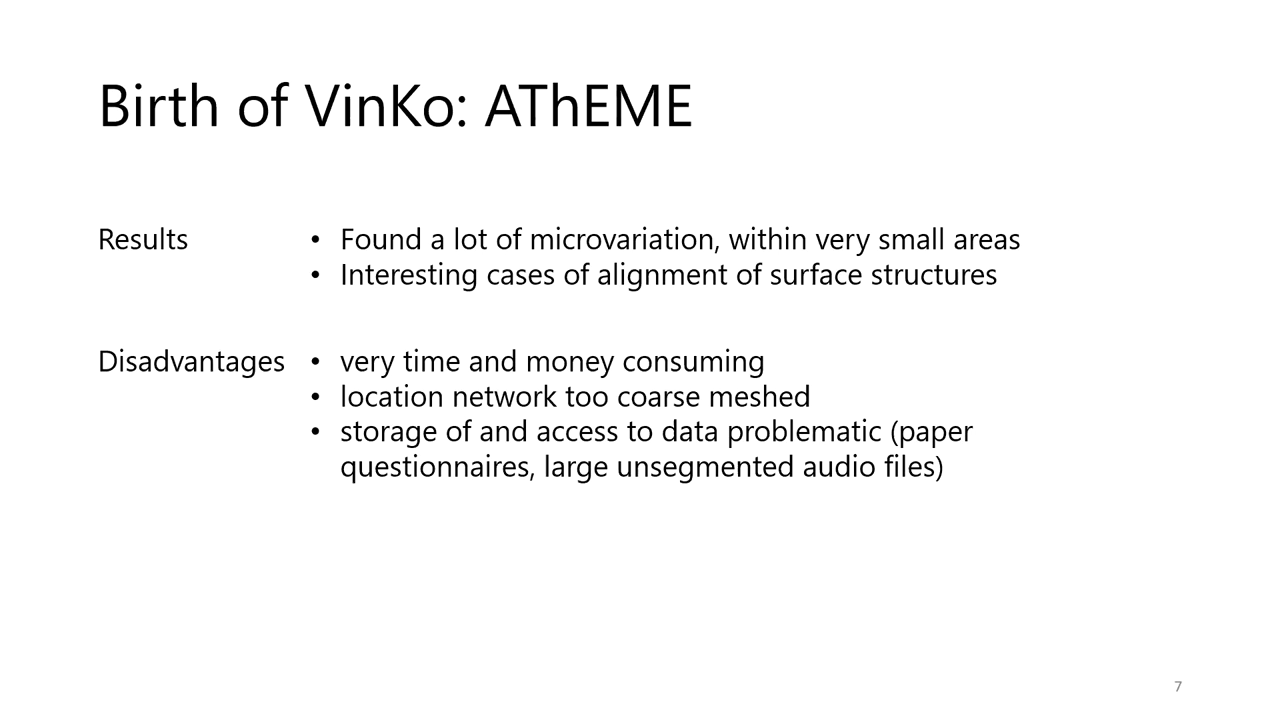 Birth of VinKo: AThEME
Results
• Found a lot of microvariation, within very small areas
• Interesting cases of alignment of surface structures
Disadvantages
• very time and money consuming
• location network too coarse meshed
• storage of and access to data problematic (paper
questionnaires, large unsegmented audio files)
7